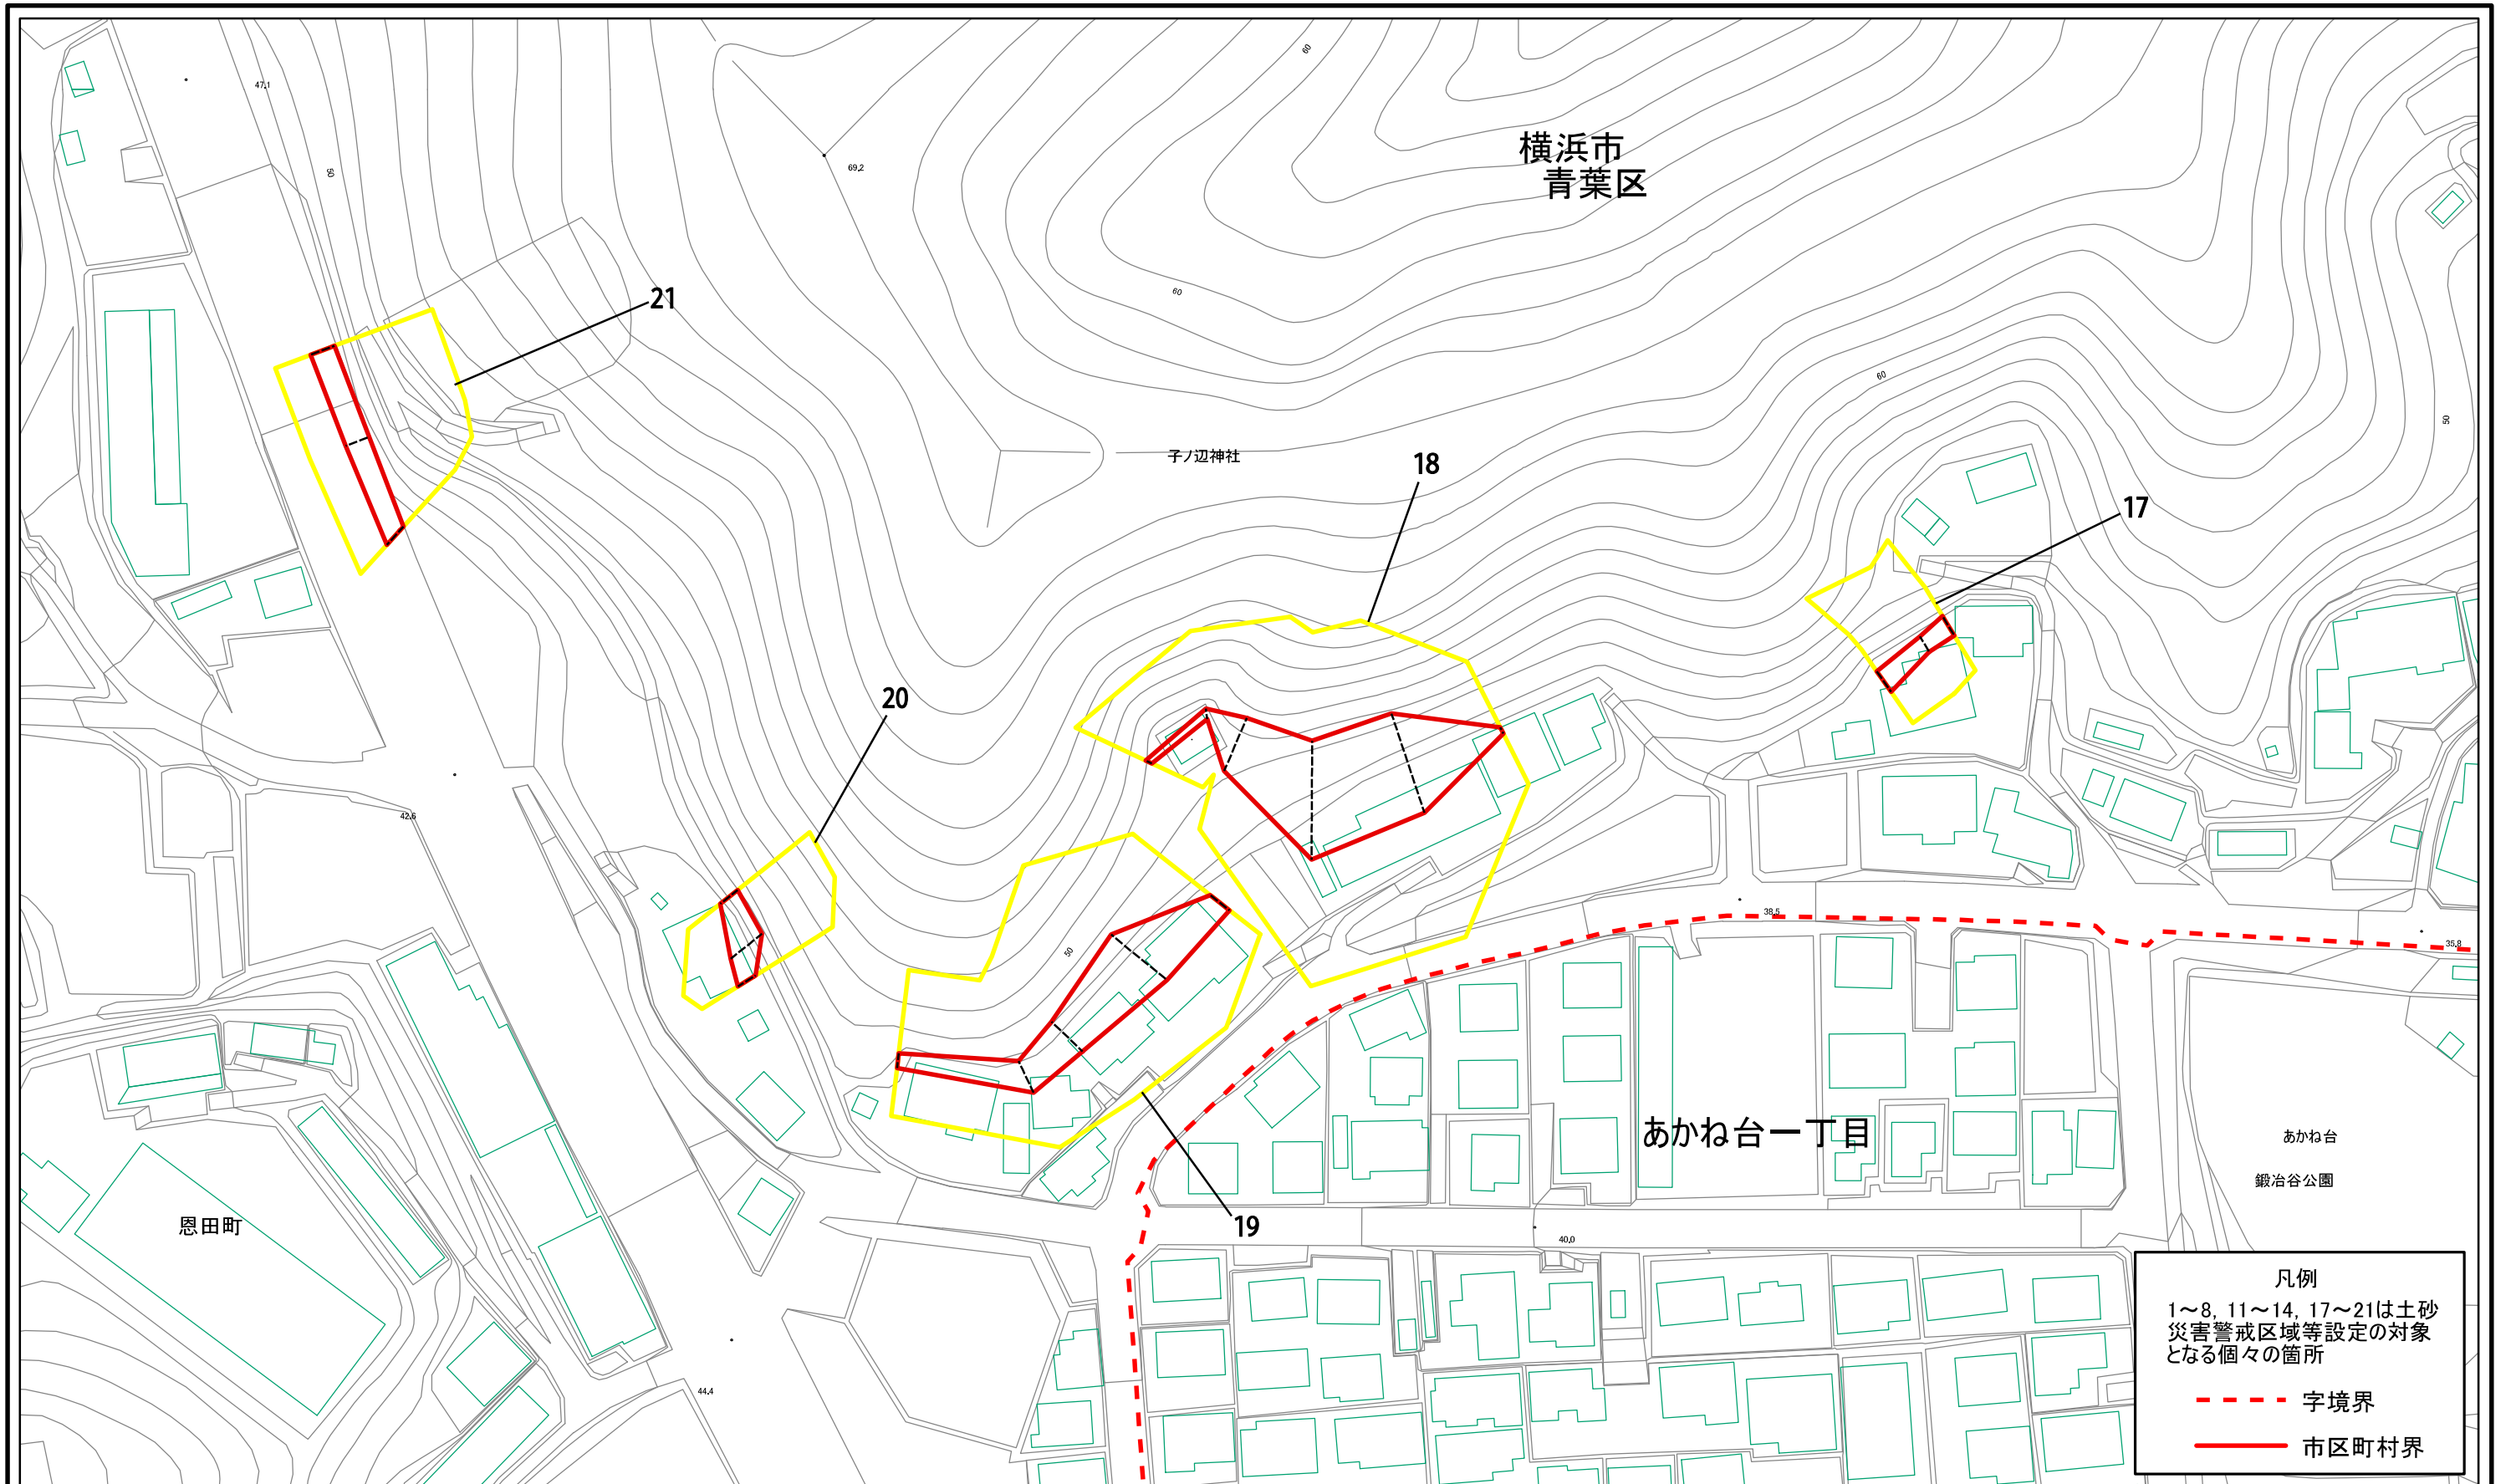 47.1
50
60
横浜市
青葉区
69.2
60
21
60
50
子ノ辺神社
18
17
20
42.6
38.5
35.8
50
あかね台一丁目
あかね台
鍛冶谷公園
恩田町
19
40.0
44.4
凡例
1～8, 11～14, 17～21は土砂
災害警戒区域等設定の対象
となる個々の箇所
字境界
市区町村界